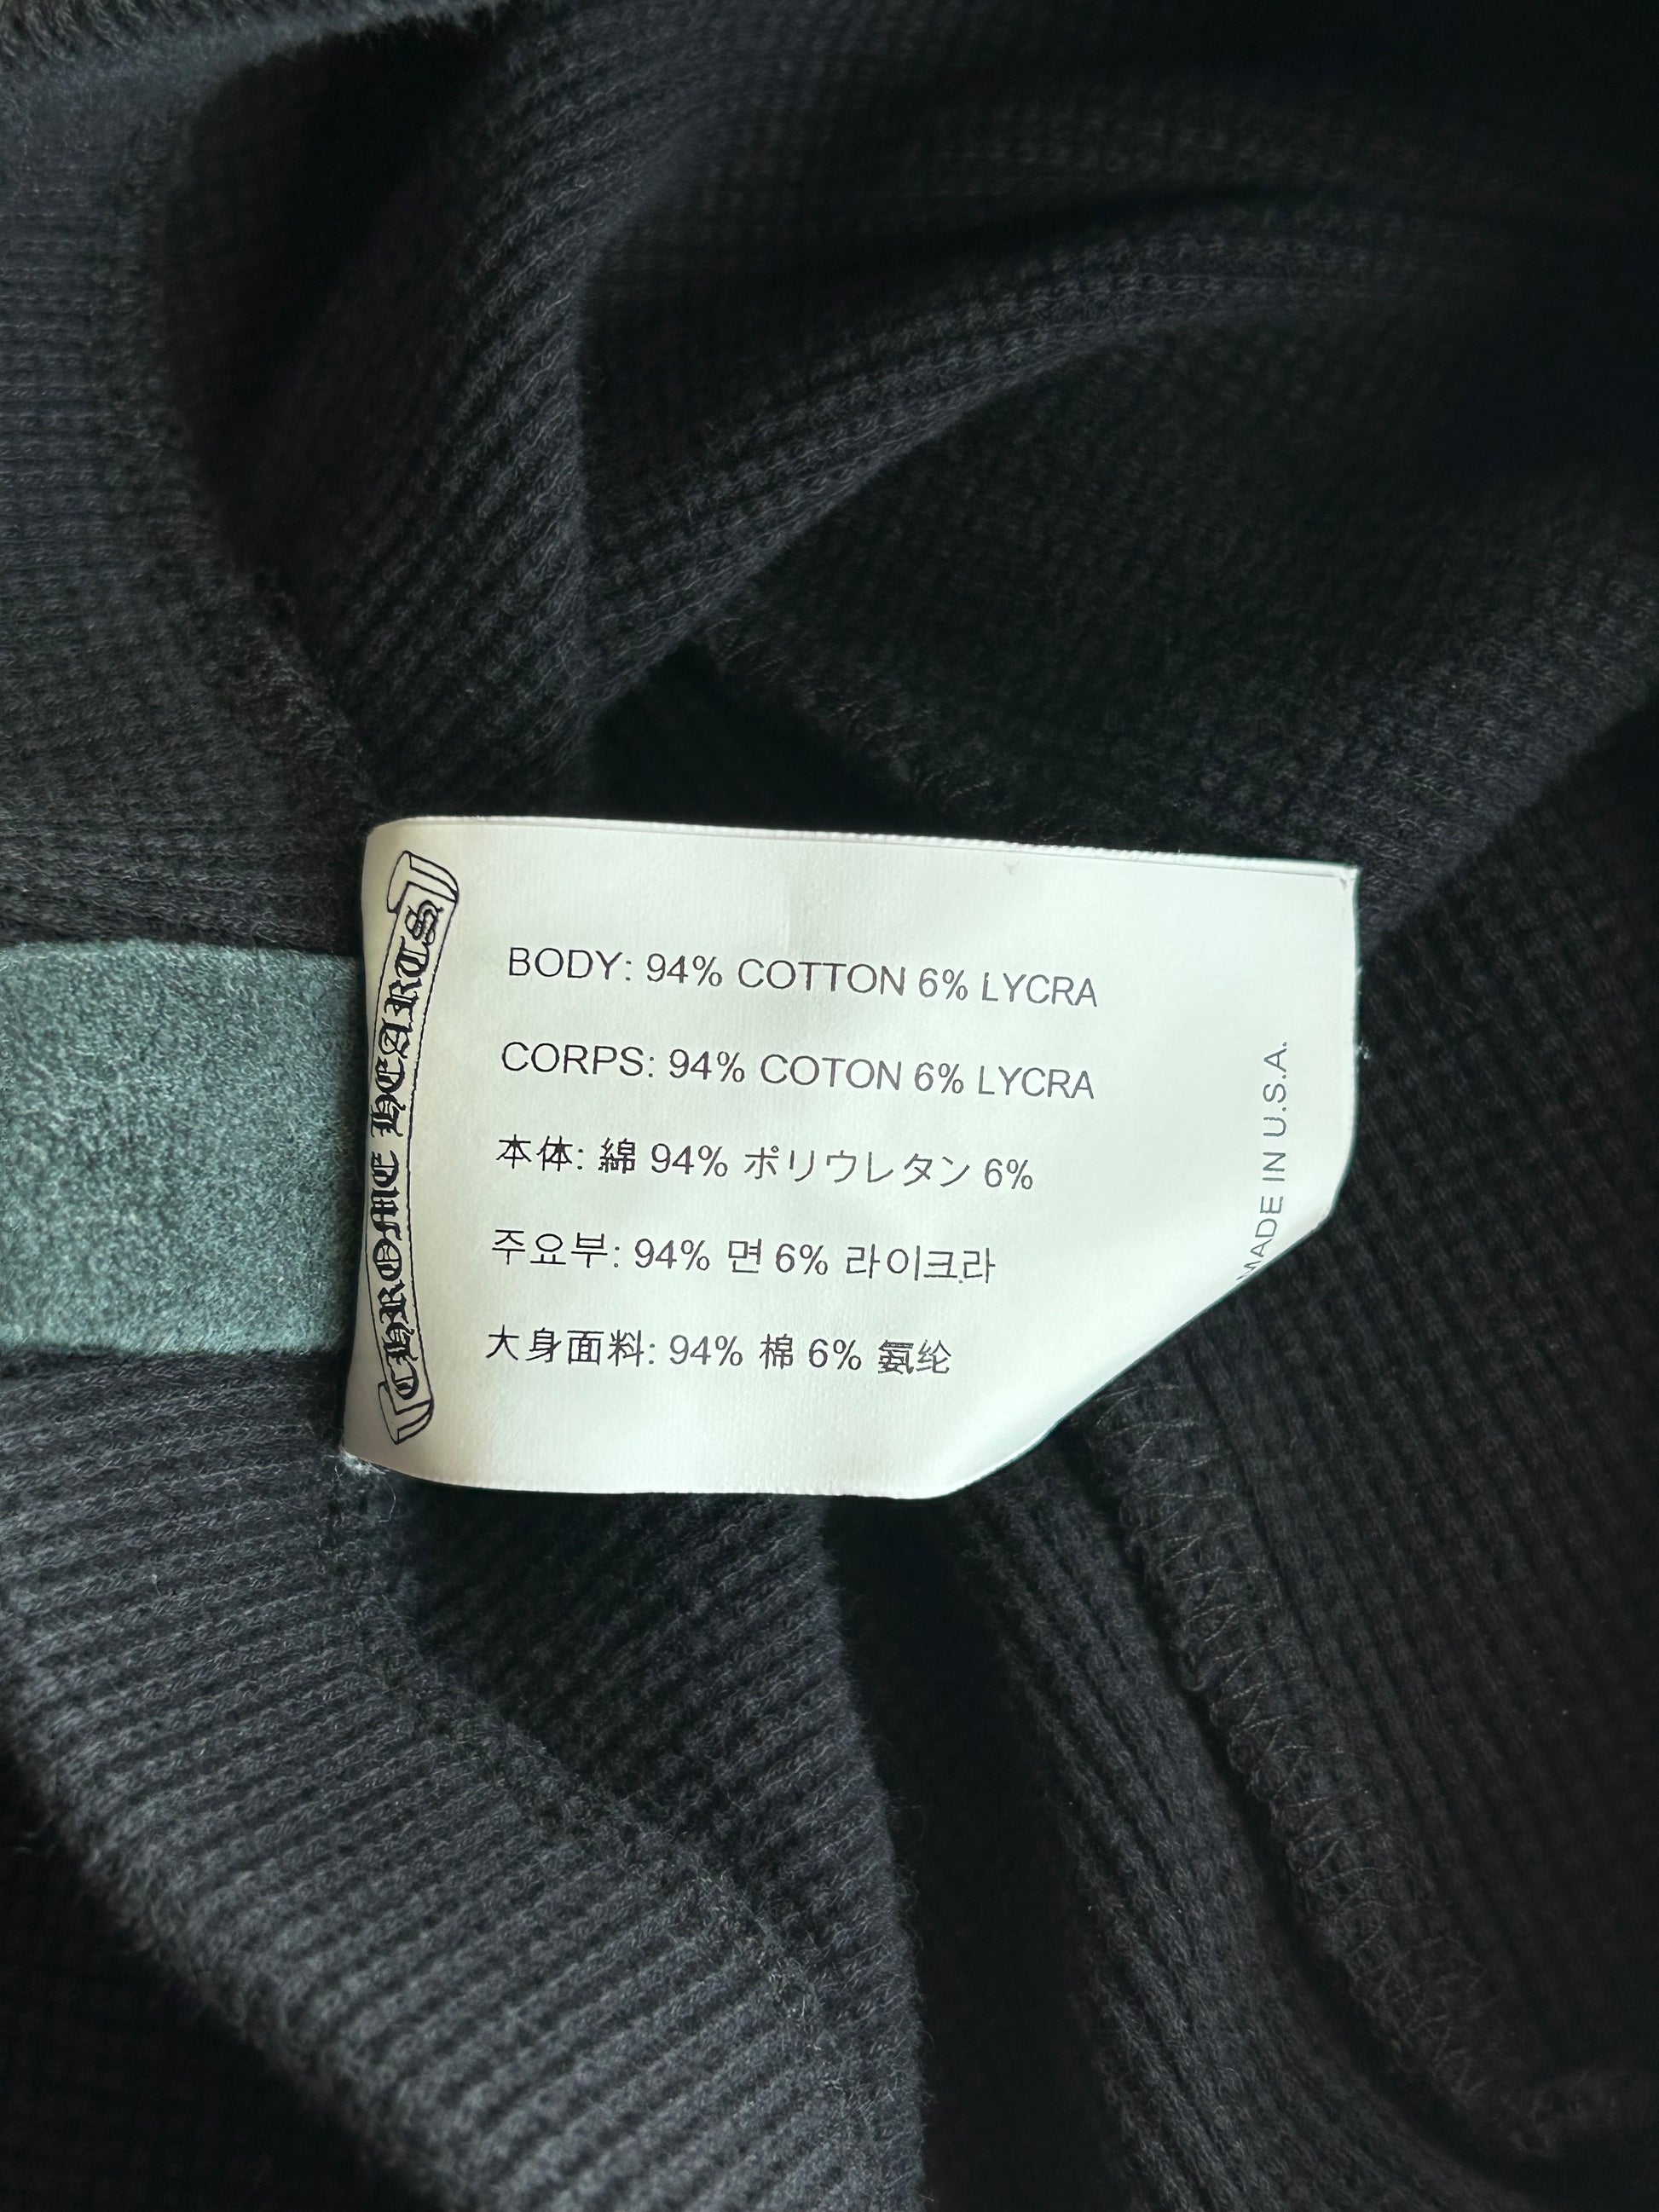 CHROME HEARTS
BODY: 94% COTTON 6% LYCRA
CORPS: 94% COTON 6% LYCRA
本体: 綿 94% ポリウレタン 6%
주요부: 94% 면 6% 라이크라
大身面料: 94% 棉 6% 氨纶
MADE IN U.S.A.